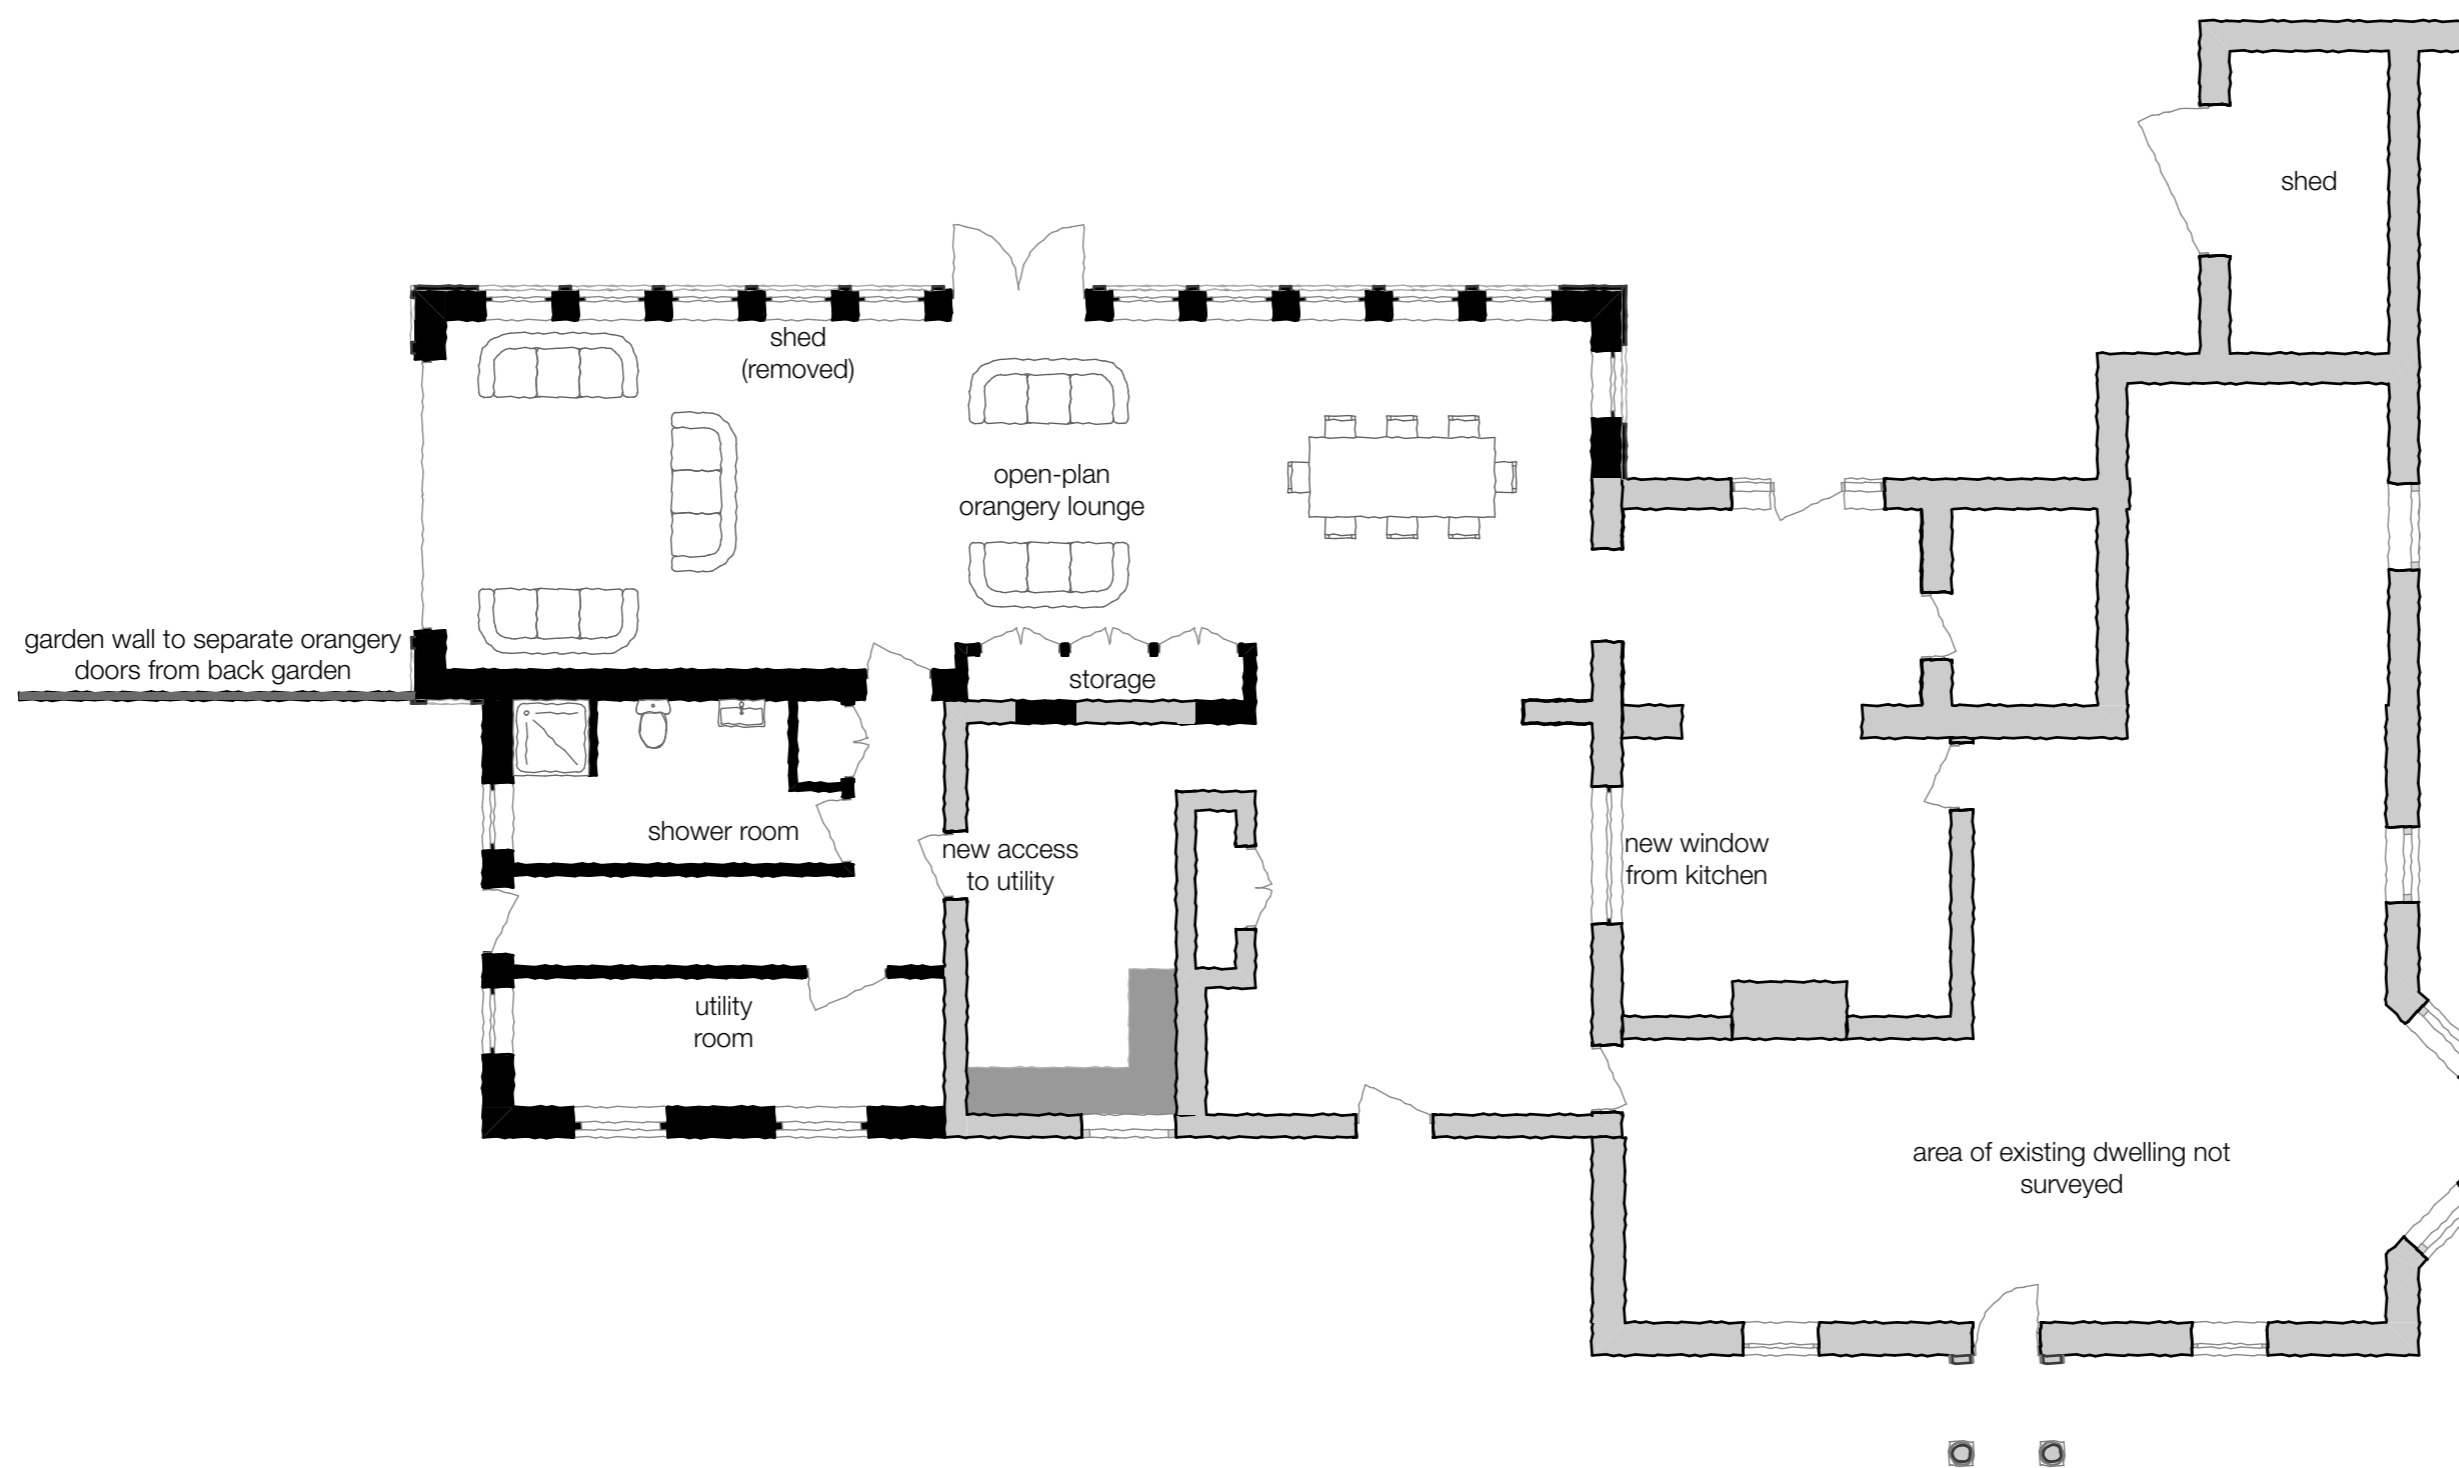 shed
shed
(removed)
open-plan
orangery lounge
garden wall to separate orangery
doors from back garden
storage
shower room
new access
to utility
new window
from kitchen
utility
room
area of existing dwelling not
surveyed